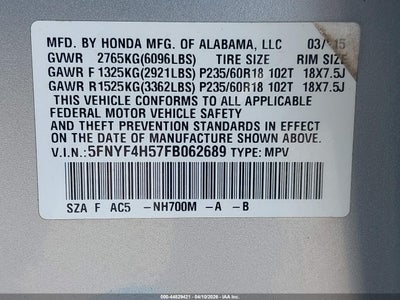 MFD. BY HONDA MFG. OF ALABAMA, LLC 03/15
GVWR 2765KG(6096LBS) TIRE SIZE RIM SIZE
GAWR F 1325KG(2921LBS) P235/60R18 102T 18X7.5J
GAWR R1525KG(3362LBS) P235/60R18 102T 18X7.5J
THIS VEHICLE CONFORMS TO ALL APPLICABLE
FEDERAL MOTOR VEHICLE SAFETY
AND THEFT PREVENTION STANDARDS IN EFFECT
ON THE DATE OF MANUFACTURE SHOWN ABOVE.
V.I.N.: 5FNYF4H57FB062689 TYPE: MPV
SZA F AC5 -NH700M -A -B
000-44829421 - 04/10/2026 - IAA Inc.